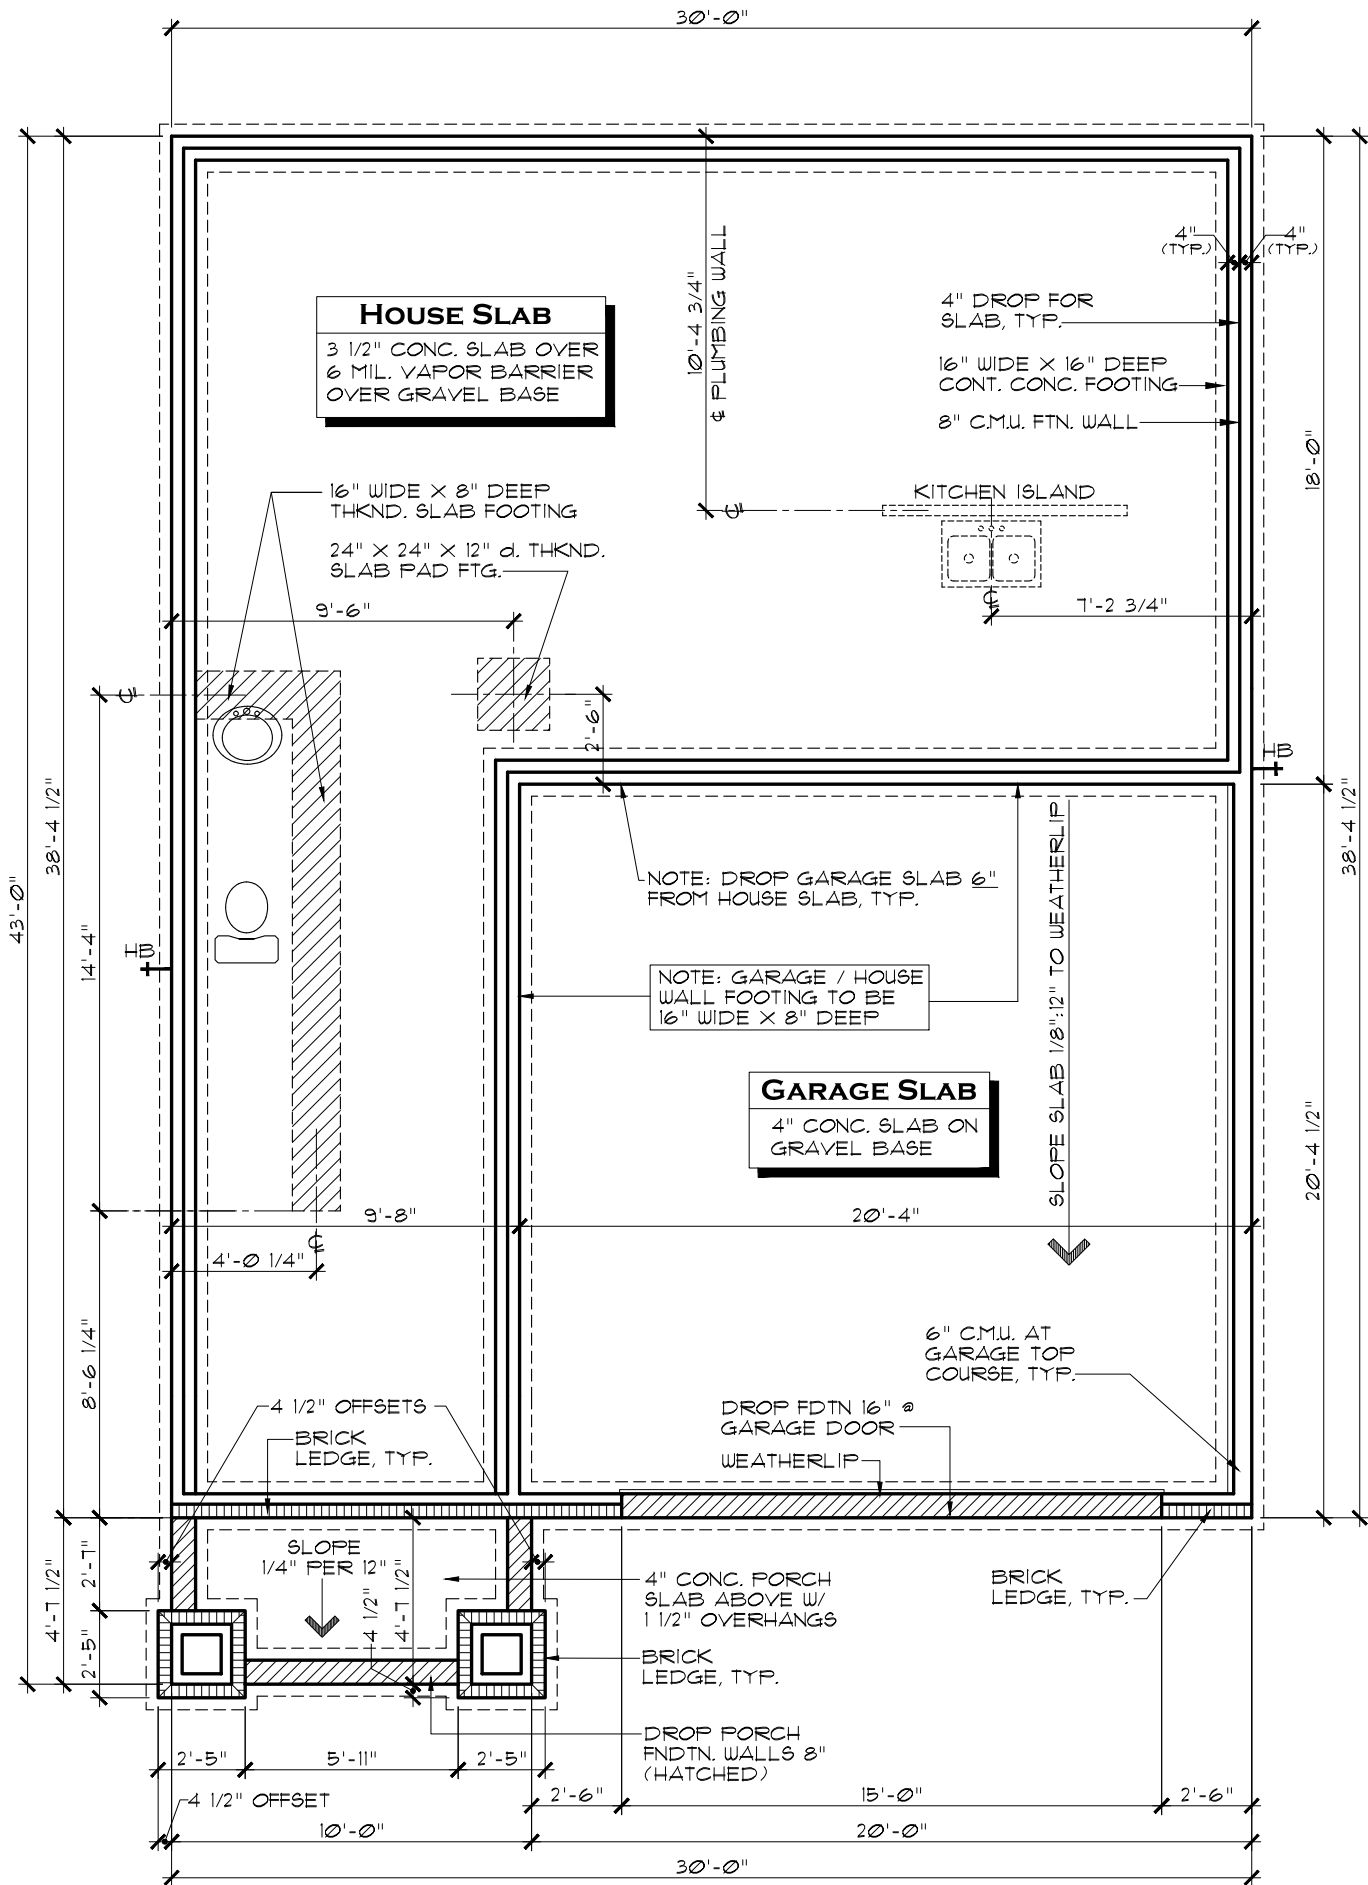 30'-0"
4"
(TYP.)
4"
(TYP.)
10'-4 3/4"
℄ PLUMBING WALL
HOUSE SLAB
3 1/2" CONC. SLAB OVER
6 MIL. VAPOR BARRIER
OVER GRAVEL BASE
4" DROP FOR
SLAB, TYP.
16" WIDE X 16" DEEP
CONT. CONC. FOOTING
8" C.M.U. FTN. WALL
18'-0"
16" WIDE X 8" DEEP
THKND. SLAB FOOTING
KITCHEN ISLAND
℄
24" X 24" X 12" d. THKND.
SLAB PAD FTG.
9'-6"
℄
7'-2 3/4"
℄
2'-6"
HB
43'-0"
38'-4 1/2"
14'-4"
38'-4 1/2"
NOTE: DROP GARAGE SLAB 6"
FROM HOUSE SLAB, TYP.
SLOPE SLAB 1/8":12" TO WEATHERLIP
HB
NOTE: GARAGE / HOUSE
WALL FOOTING TO BE
16" WIDE X 8" DEEP
GARAGE SLAB
4" CONC. SLAB ON
GRAVEL BASE
20'-4 1/2"
9'-8"
20'-4"
℄
4'-0 1/4"
8'-6 1/4"
6" C.M.U. AT
GARAGE TOP
COURSE, TYP.
4 1/2" OFFSETS
BRICK
LEDGE, TYP.
DROP FDTN 16" @
GARAGE DOOR
WEATHERLIP
SLOPE
1/4" PER 12"
2'-7"
4'-7 1/2"
2'-5"
4 1/2"
4'-7 1/2"
4" CONC. PORCH
SLAB ABOVE W/
1 1/2" OVERHANGS
BRICK
LEDGE, TYP.
BRICK
LEDGE, TYP.
DROP PORCH
FNDTN. WALLS 8"
(HATCHED)
2'-5"
5'-11"
2'-5"
2'-6"
15'-0"
2'-6"
4 1/2" OFFSET
10'-0"
20'-0"
30'-0"